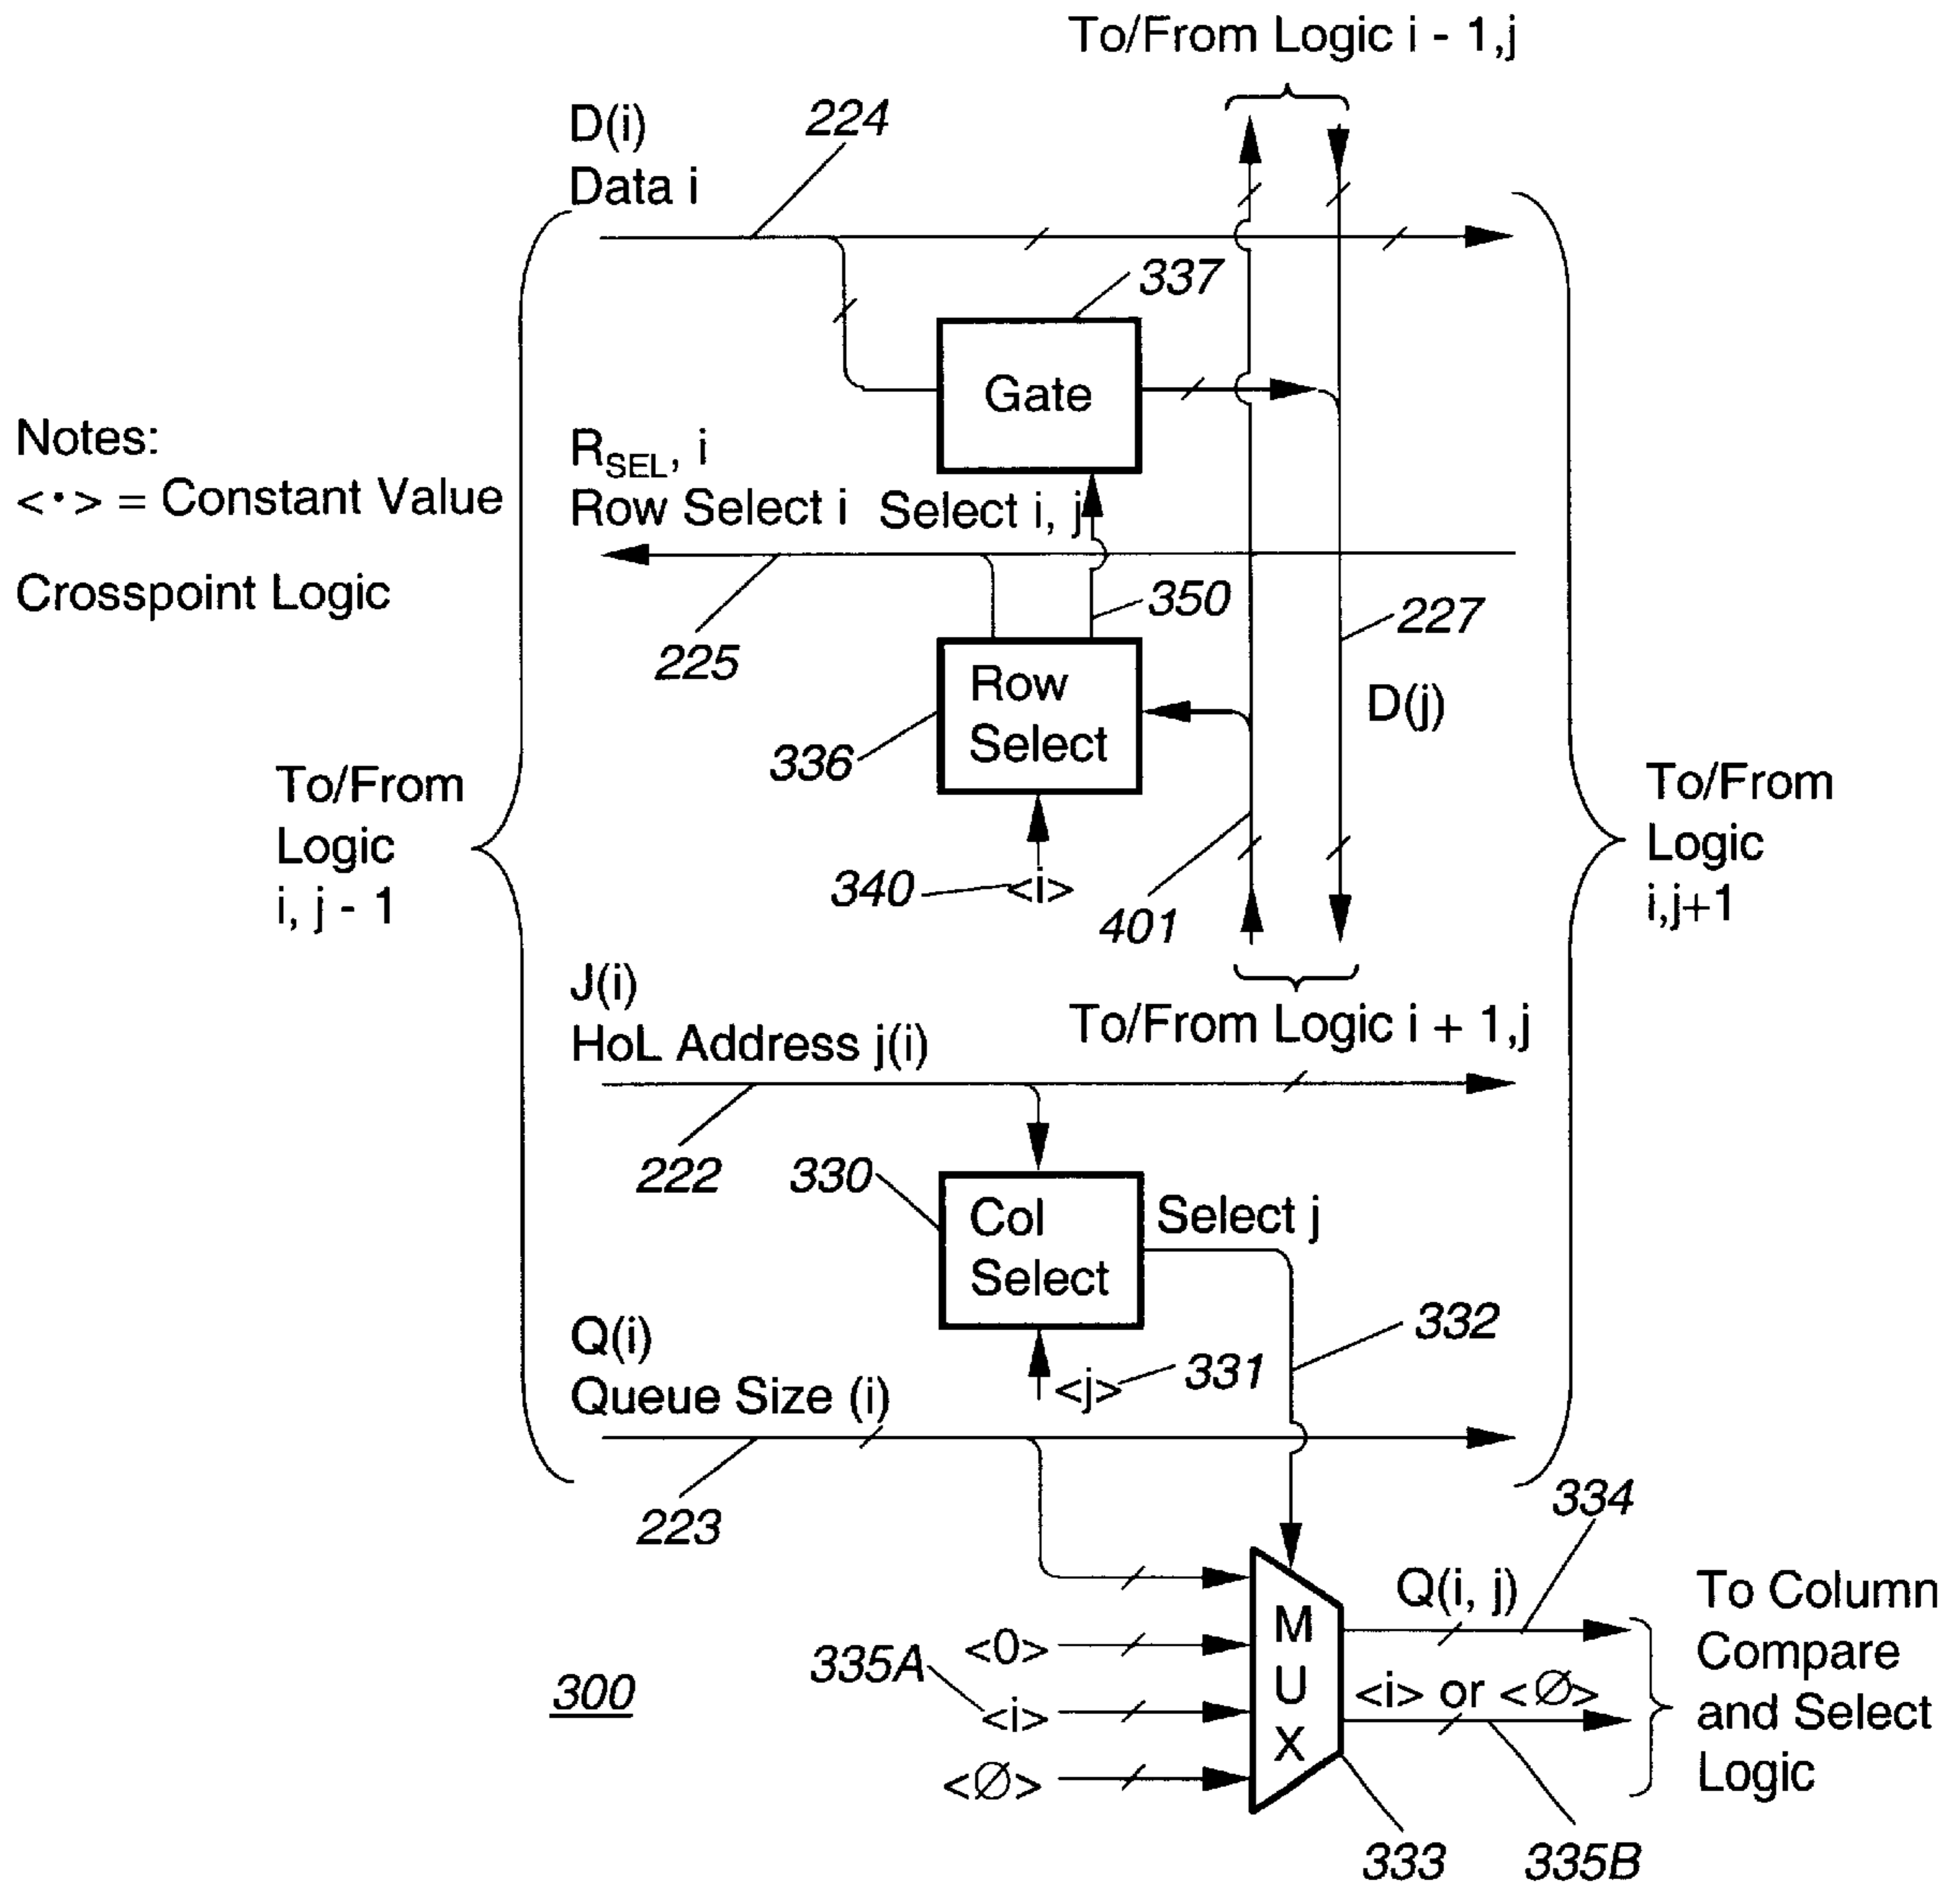 To/From Logic i - 1,j
D(i)
224
Data i
337
Gate
Notes:
<•> = Constant Value
Crosspoint Logic
RSEL, i
Row Select i Select i, j
350
227
225
Row
Select
336
D(j)
To/From
Logic
i, j - 1
To/From
Logic
i,j+1
340
<i>
401
J(i)
HoL Address j(i)
To/From Logic i + 1,j
222
330
Col
Select
Select j
332
Q(i)
331
<j>
Queue Size (i)
223
334
Q(i, j)
To Column
Compare
and Select
Logic
M
U
X
<0>
335A
<i>
<∅>
<i> or <∅>
300
333
335B